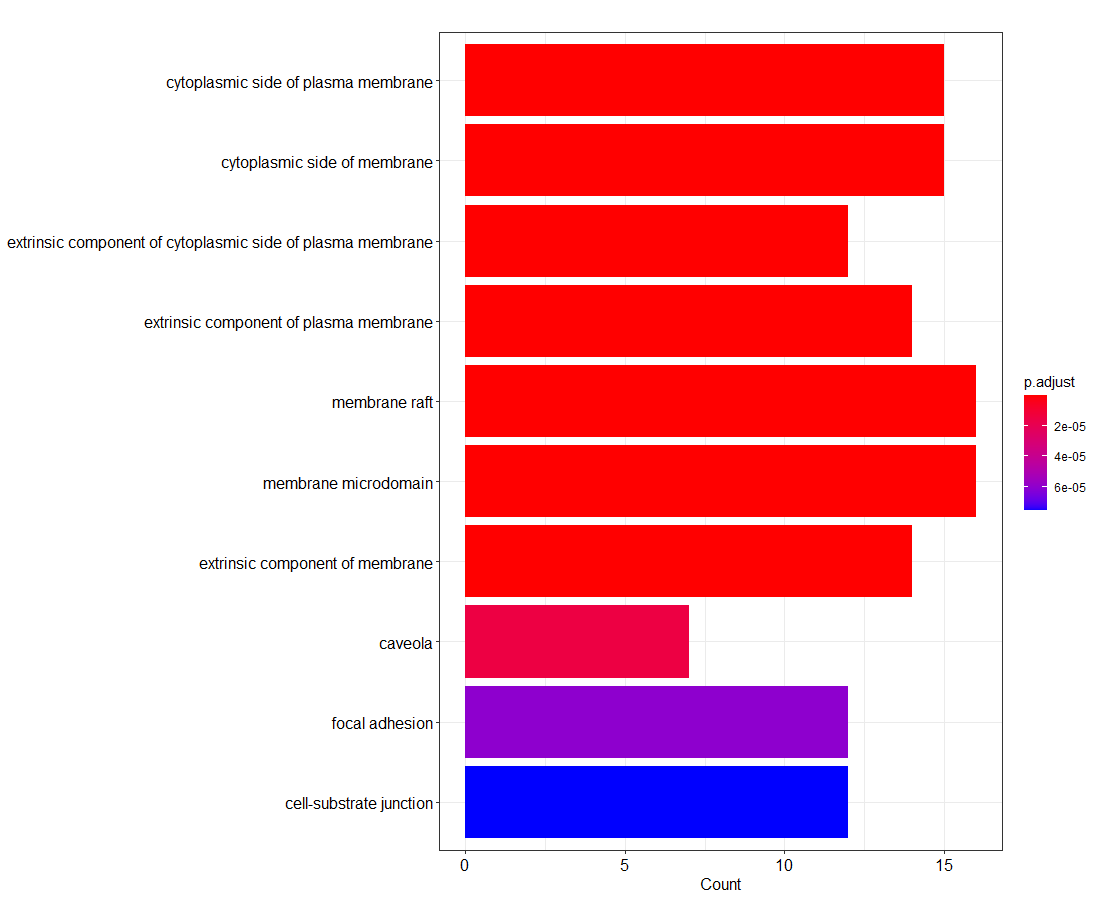 cytoplasmic side of plasma membrane
cytoplasmic side of membrane
extrinsic component of cytoplasmic side of plasma membrane
extrinsic component of plasma membrane
membrane raft
membrane microdomain
extrinsic component of membrane
caveola
focal adhesion
cell-substrate junction
0 5 10 15
Count
p.adjust
2e-05
4e-05
6e-05